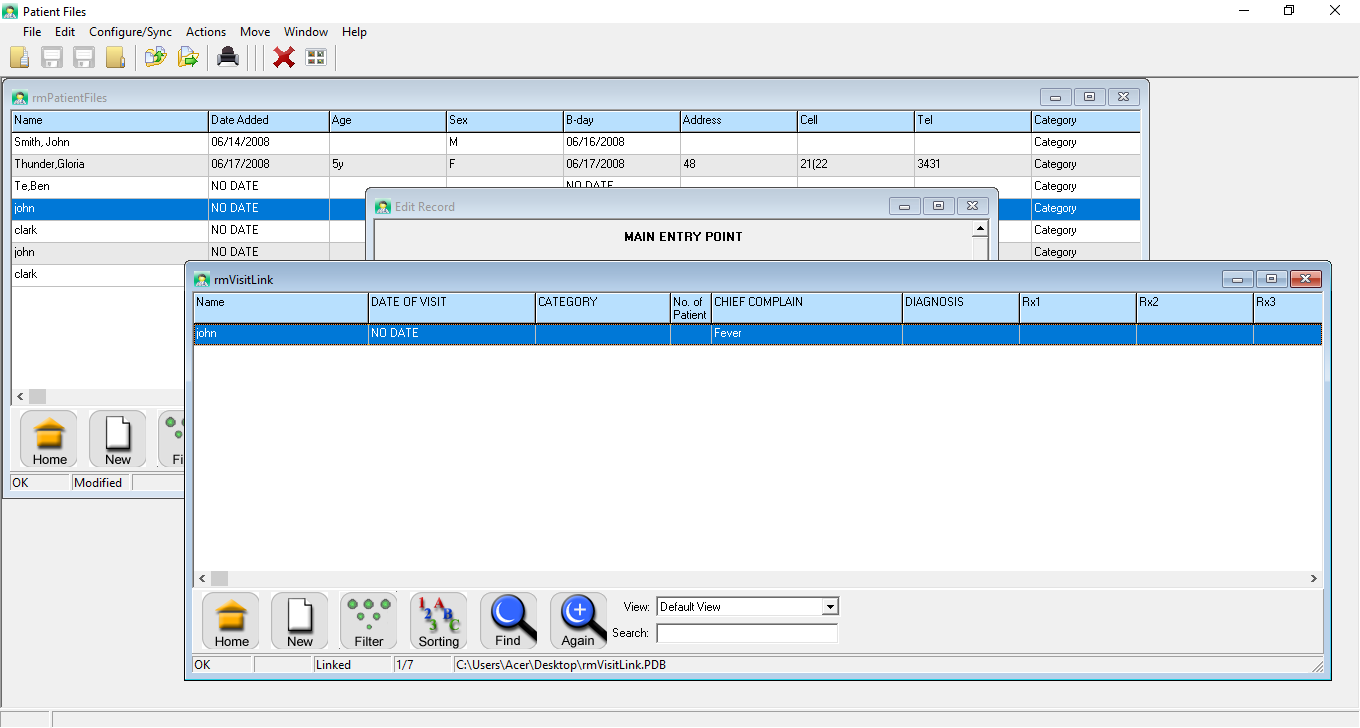 Patient Files
File Edit Configure/Sync Actions Move Window Help
rmPatientFiles
Name Date Added Age Sex B-day Address Cell Tel Category
Smith, John 06/14/2008 M 06/16/2008 Category
Thunder,Gloria 06/17/2008 5y F 06/17/2008 48 21(22 3431 Category
Te,Ben NO DATE NO DATE Category
john NO DATE Category
clark NO DATE Category
john NO DATE Category
clark
Home New Fi
OK Modified
Edit Record
MAIN ENTRY POINT
rmVisitLink
Name DATE OF VISIT CATEGORY No. of Patient CHIEF COMPLAIN DIAGNOSIS Rx1 Rx2 Rx3
john NO DATE Fever
Home New Filter Sorting Find Again
View: Default View
Search:
OK Linked 1/7 C:\Users\Acer\Desktop\rmVisitLink.PDB